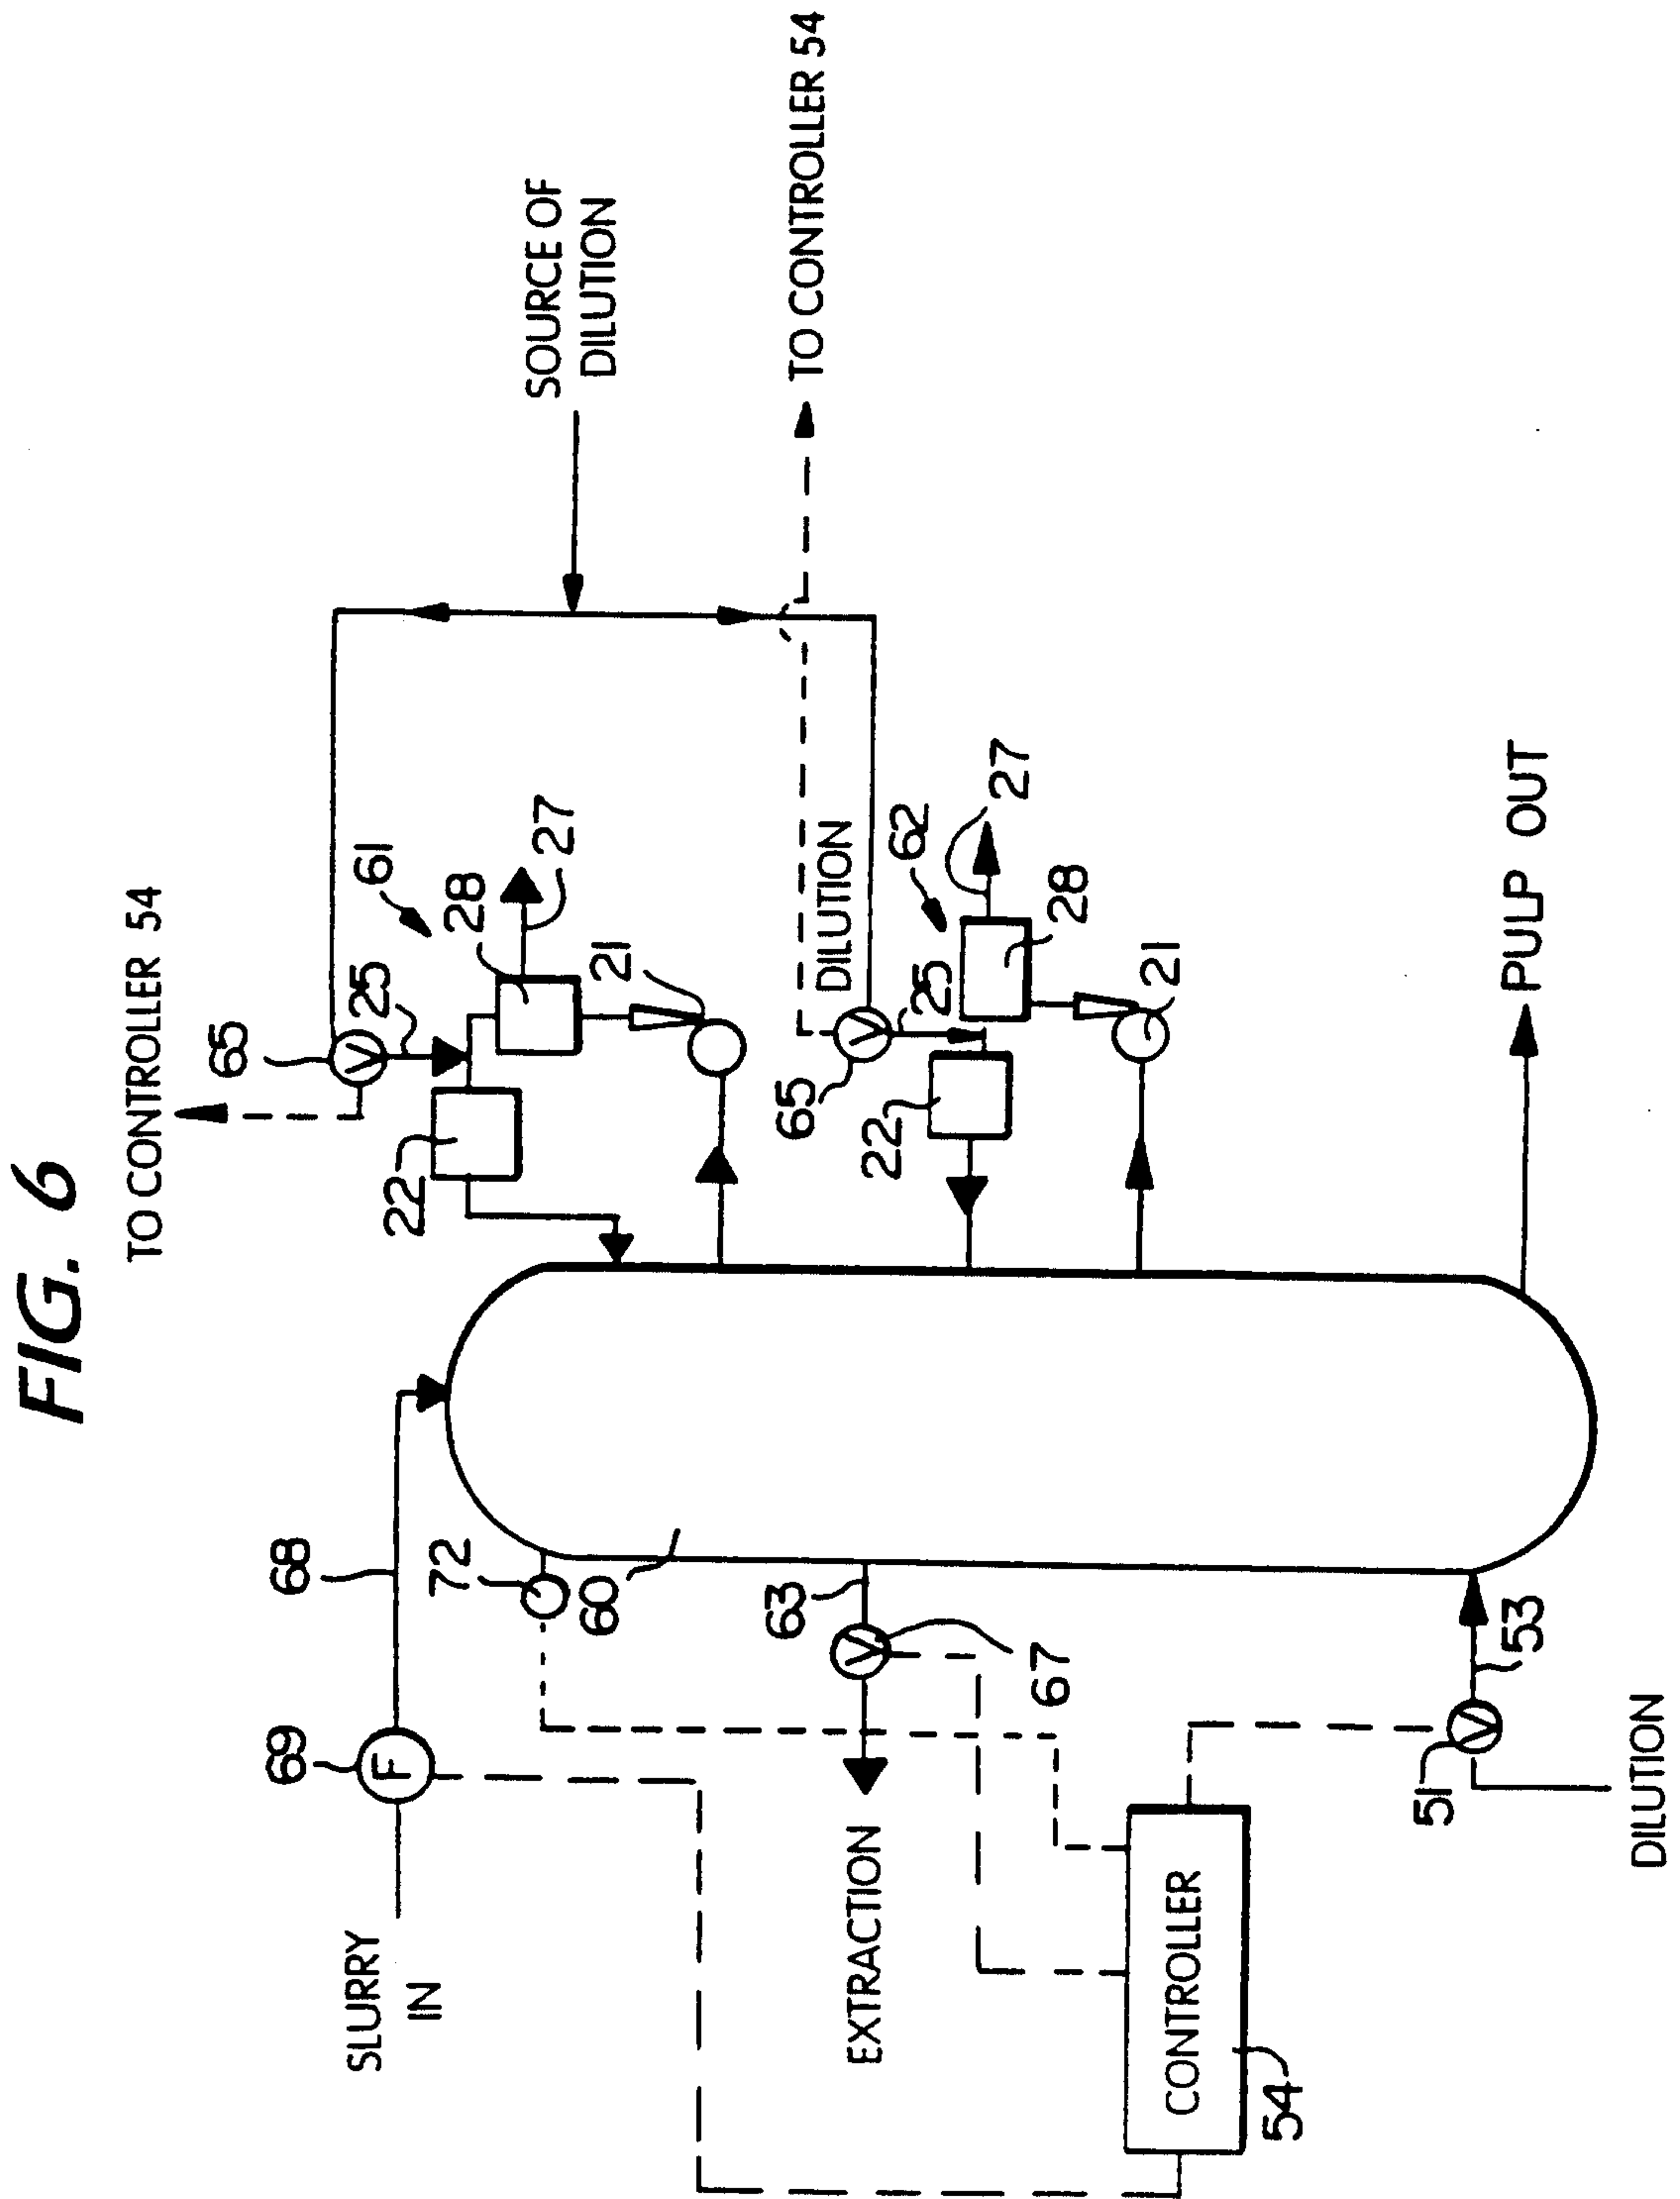 FIG. 6
TO CONTROLLER 54
65
25
61
28
27
22
21
SOURCE OF
DILUTION
TO CONTROLLER 54
DILUTION
65
25
62
27
22
28
21
PULP OUT
SLURRY
IN
69
F
68
72
60
63
V
67
EXTRACTION
V
V
CONTROLLER
54
51
V
53
DILUTION